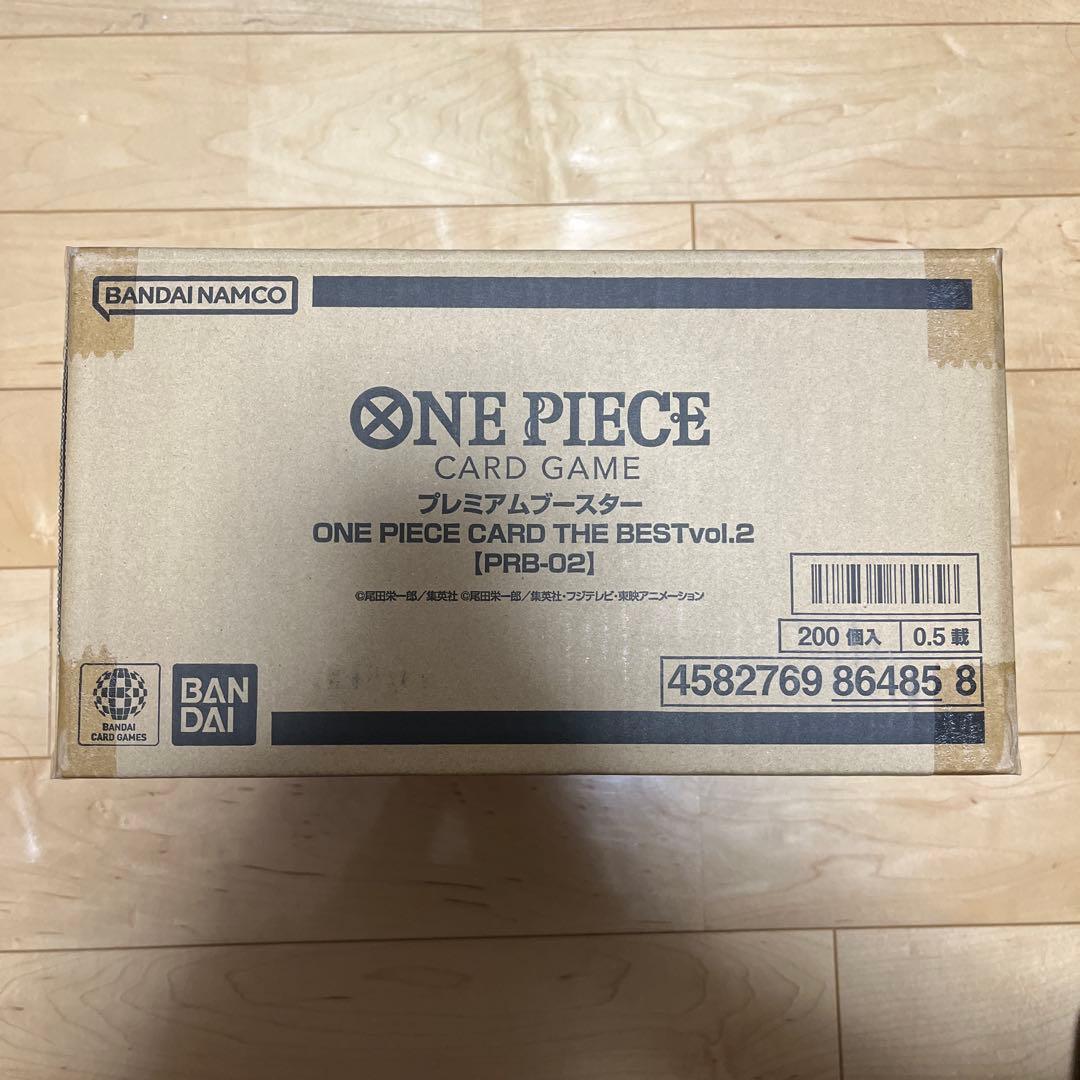 BANDAI NAMCO
ONE PIECE
CARD GAME
プレミアムブースター
ONE PIECE CARD THE BESTvol.2
【PRB-02】
©尾田栄一郎／集英社 ©尾田栄一郎／集英社・フジテレビ・東映アニメーション
200 個入
0.5 載
4582769 86485 8
BANDAI
CARD GAMES
BAN
DAI